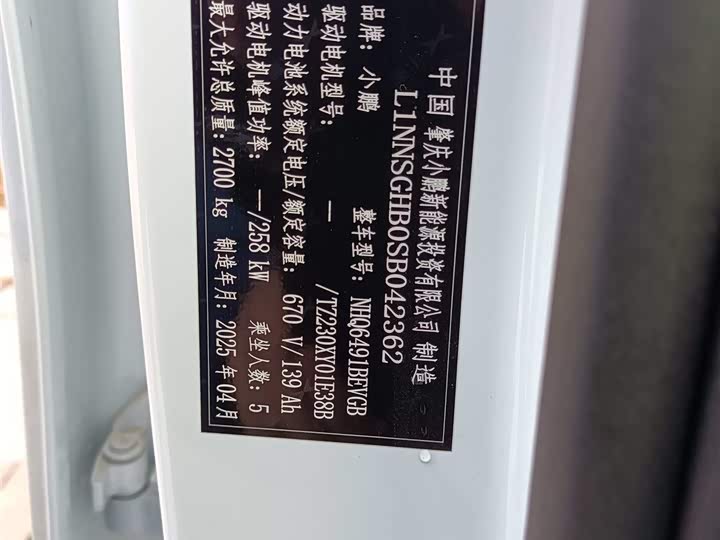 中国 肇庆小鹏新能源投资有限公司 制造
L1NNSGHB0SB042362
品牌：小鹏 整车型号：NHQ6491BEVGB
驱动电机型号： — /TZ230XY01E38B
动力电池系统额定电压/额定容量：670 V/139 Ah
驱动电机峰值功率：—/258 kW 乘坐人数：5
最大允许总质量：2700 kg 制造年月：2025 年 04 月